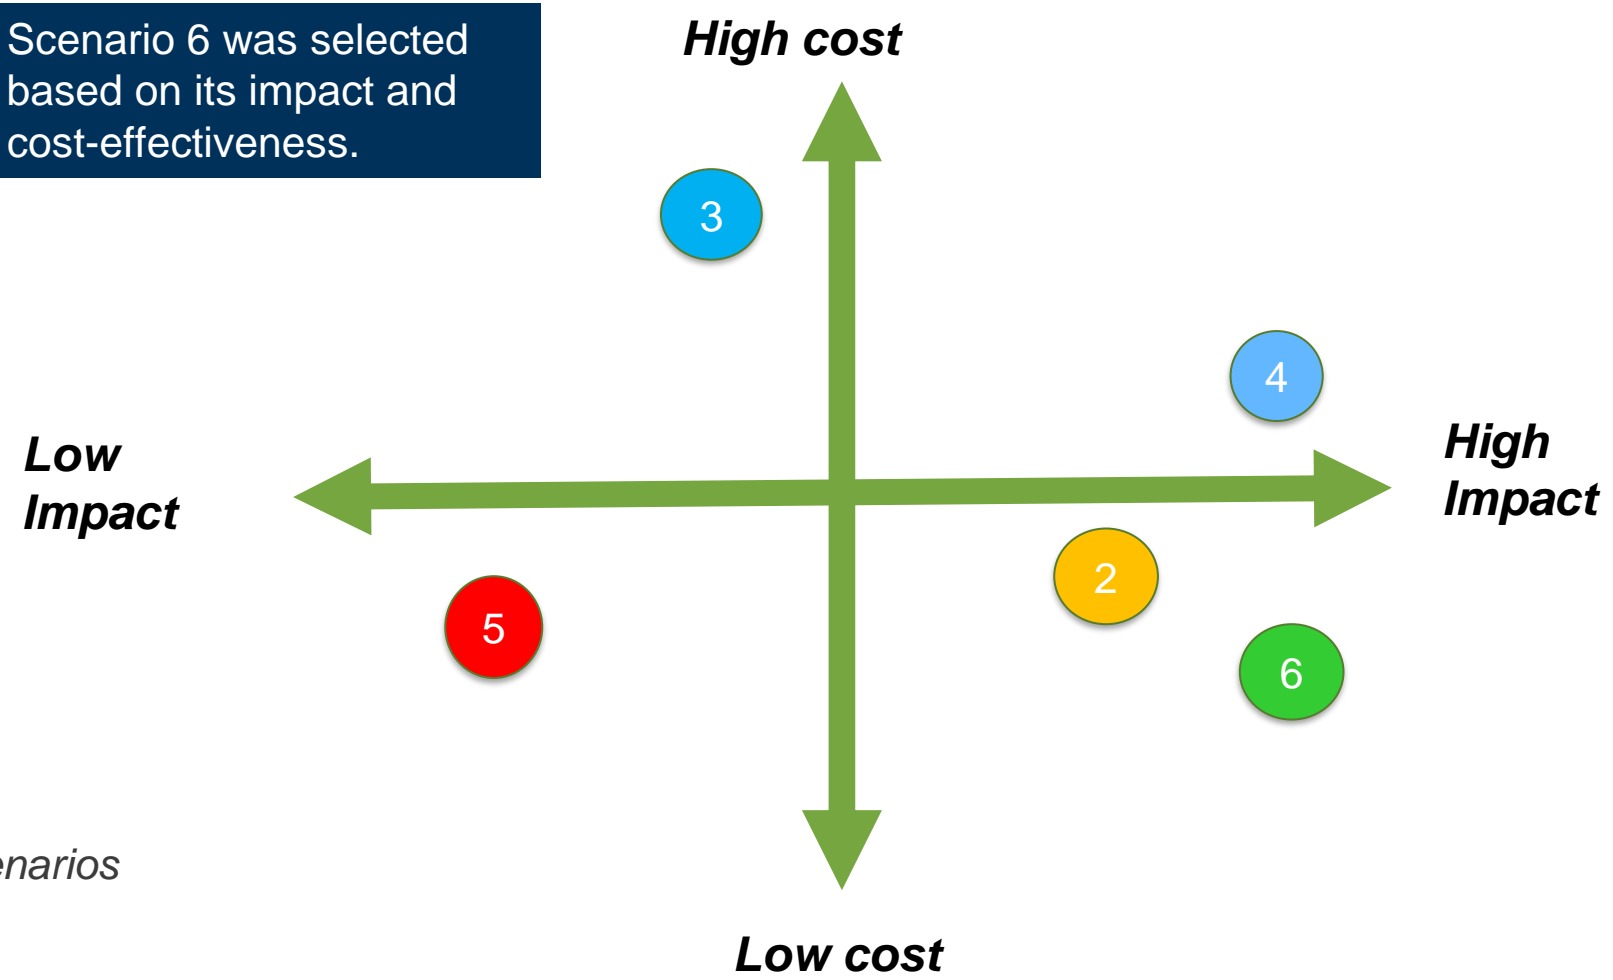 Scenario 6 was selected
based on its impact and
cost-effectiveness.
High cost
3
4
Low
Impact
High
Impact
2
5
6
enarios
Low cost